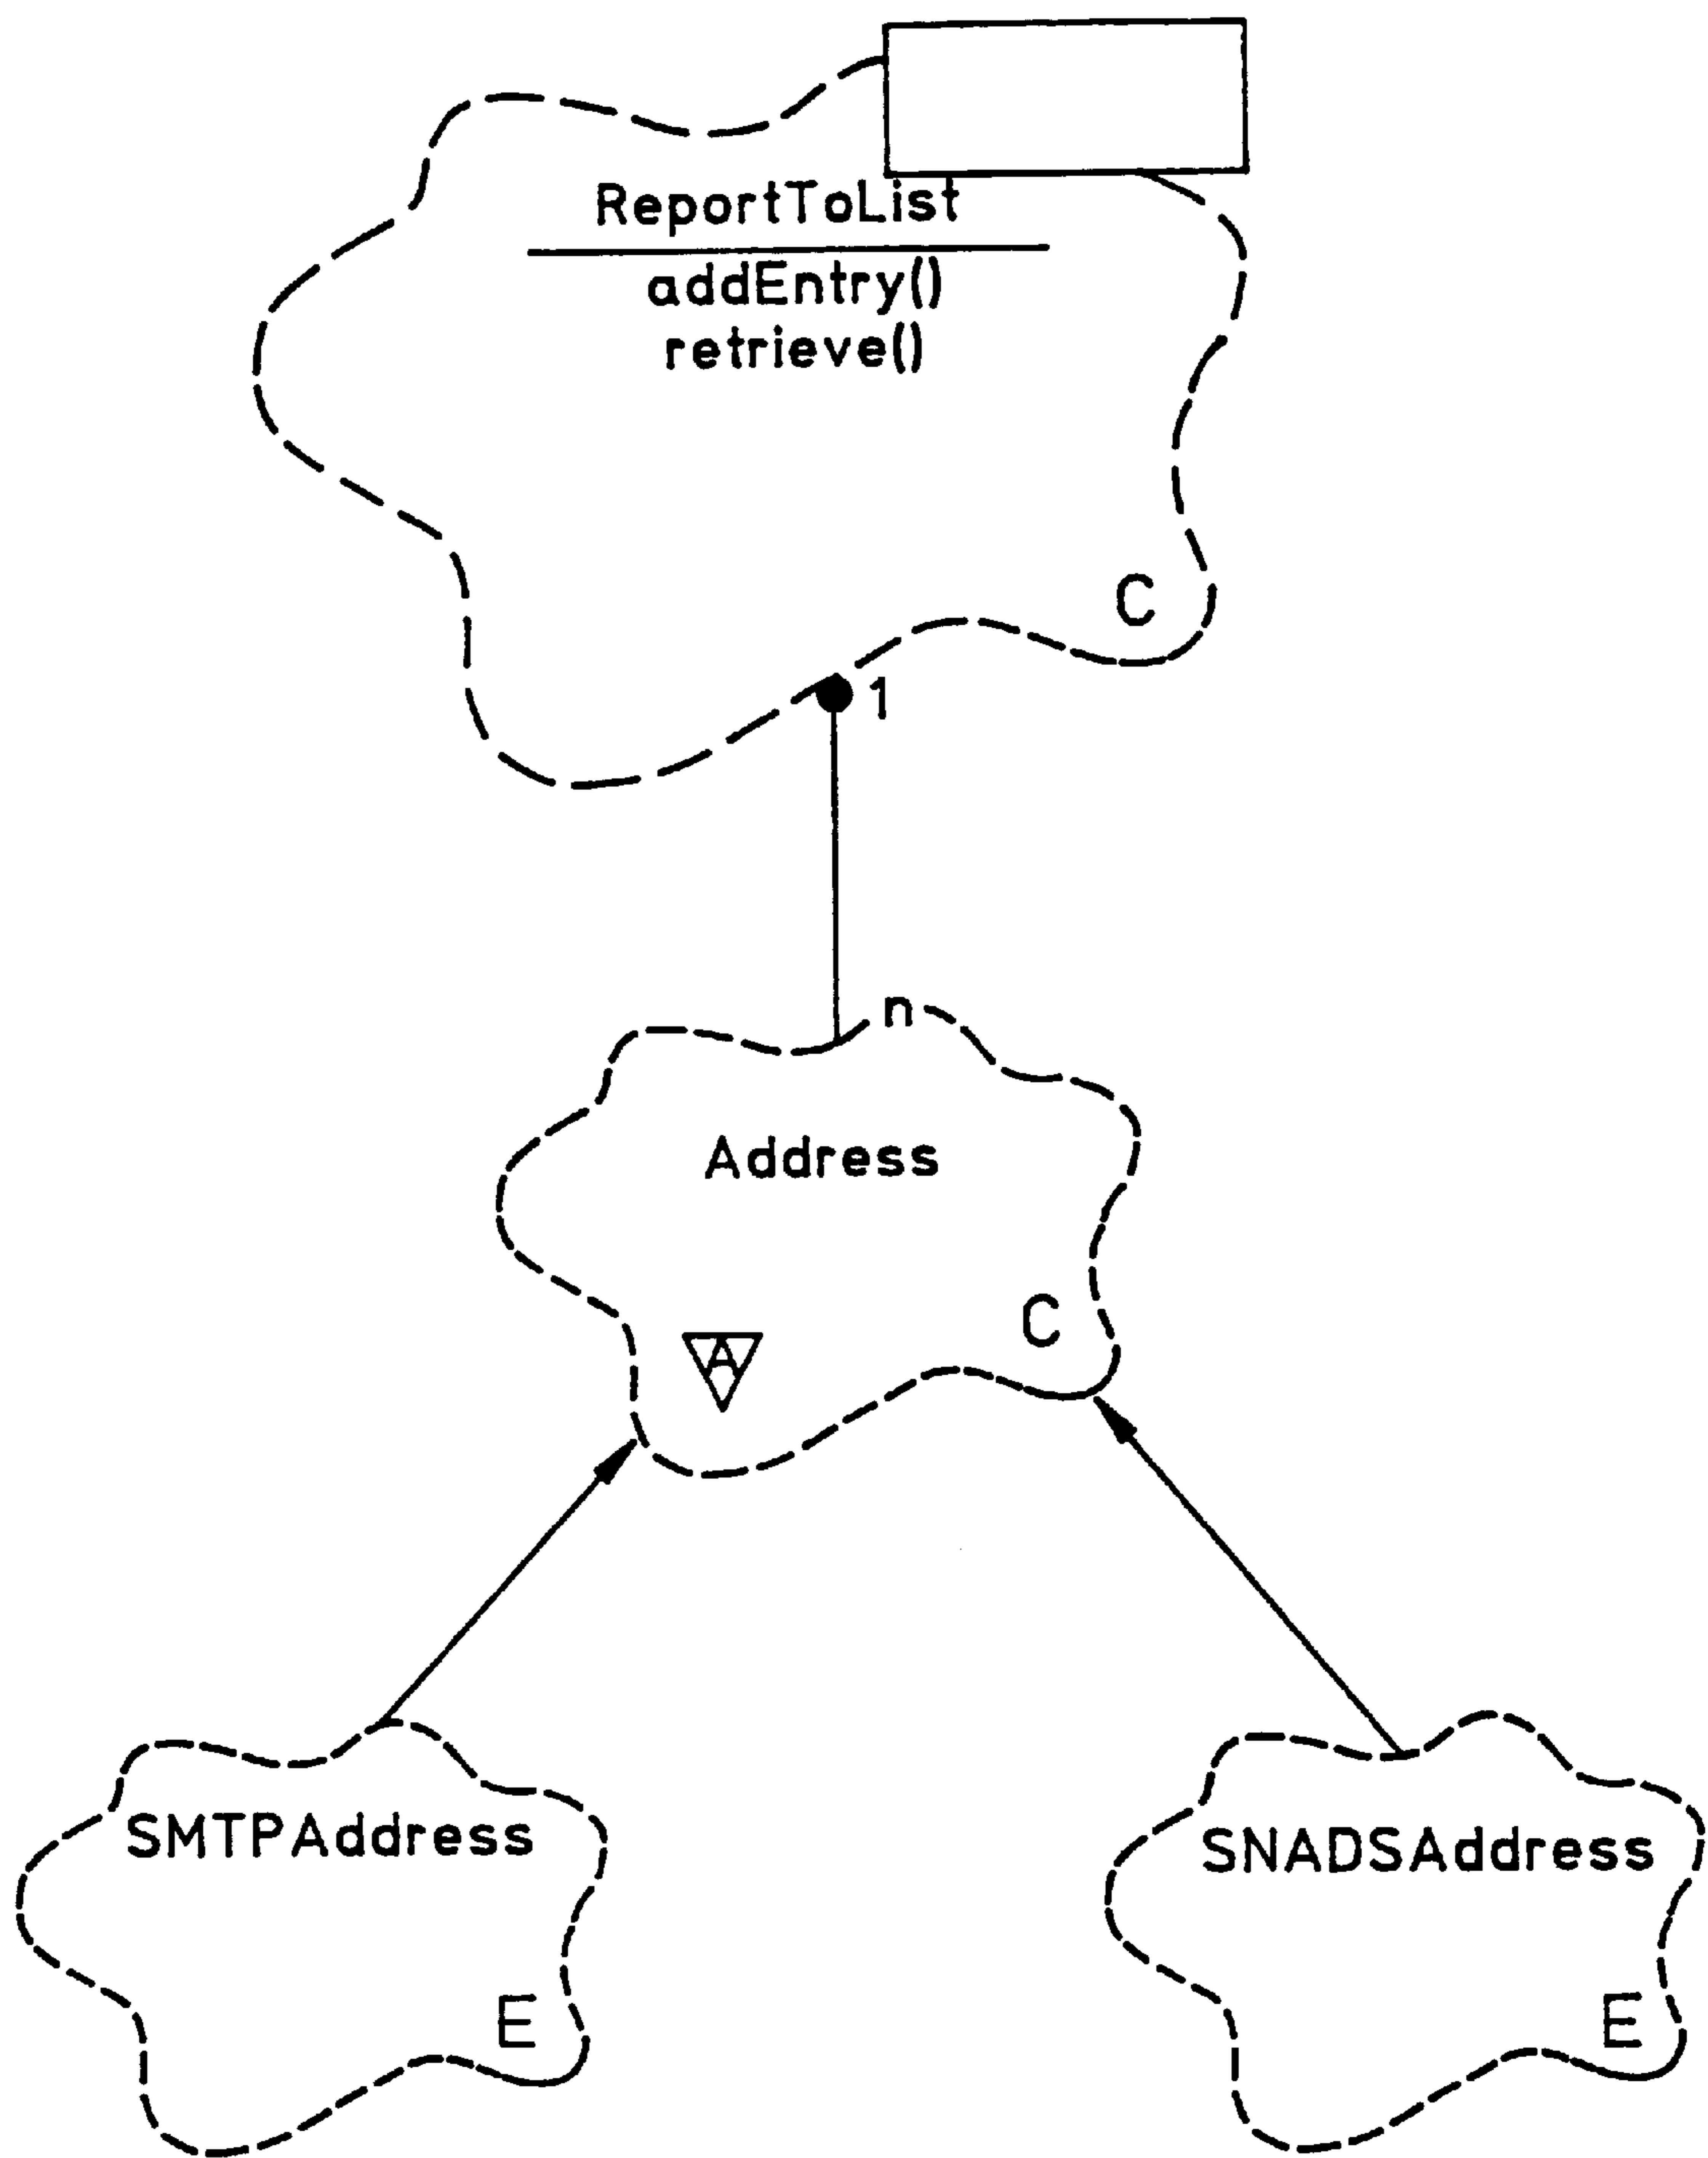 ReportToList
addEntry()
retrieve()
C
1
n
Address
C
A
SMTPAddress
SNADSAddress
E
E